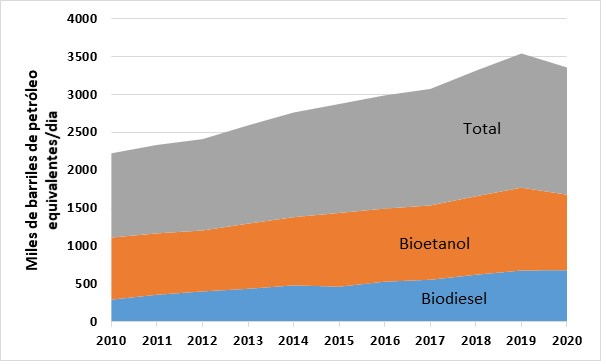 4000
3500
3000
2500
2000
1500
1000
500
0
Miles de barriles de petróleo
equivalentes/dia
Total
Bioetanol
Biodiesel
2010 2011 2012 2013 2014 2015 2016 2017 2018 2019 2020